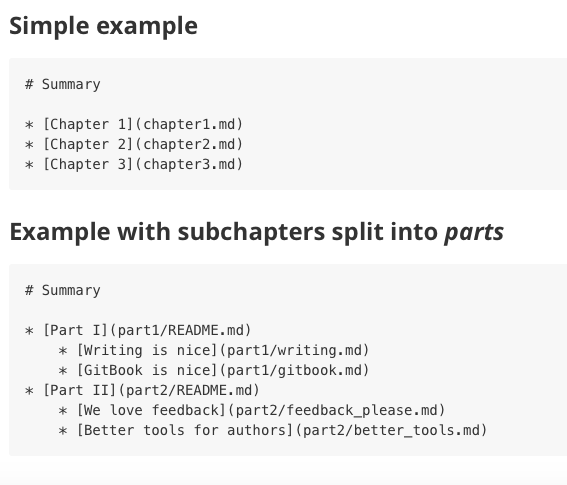 Simple example
# Summary
* [Chapter 1](chapter1.md)
* [Chapter 2](chapter2.md)
* [Chapter 3](chapter3.md)
Example with subchapters split into parts
# Summary
* [Part I](part1/README.md)
    * [Writing is nice](part1/writing.md)
    * [GitBook is nice](part1/gitbook.md)
* [Part II](part2/README.md)
    * [We love feedback](part2/feedback_please.md)
    * [Better tools for authors](part2/better_tools.md)